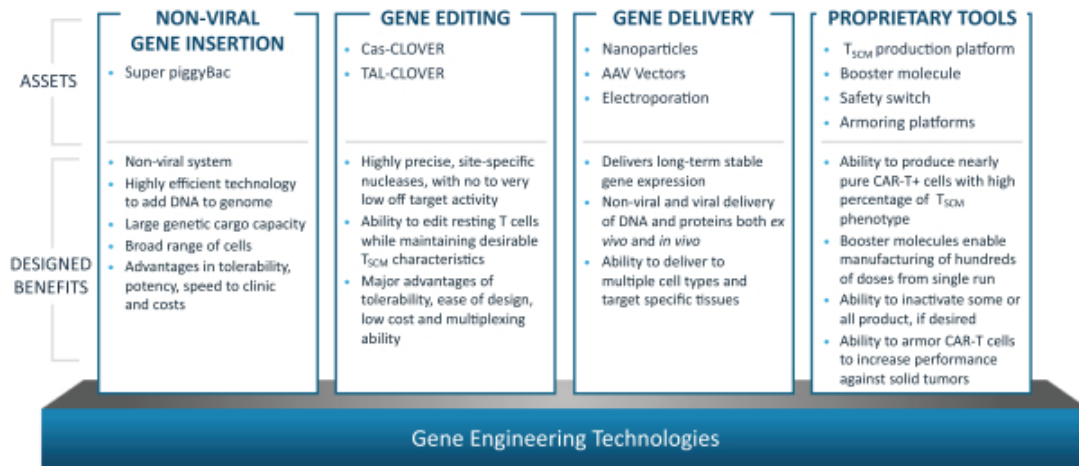 NON-VIRAL
GENE INSERTION
GENE EDITING
GENE DELIVERY
PROPRIETARY TOOLS
ASSETS
• Super piggyBac
• Cas-CLOVER
• TAL-CLOVER
• Nanoparticles
• AAV Vectors
• Electroporation
• TSCM production platform
• Booster molecule
• Safety switch
• Armoring platforms
DESIGNED
BENEFITS
• Non-viral system
• Highly efficient technology
to add DNA to genome
• Large genetic cargo capacity
• Broad range of cells
• Advantages in tolerability,
potency, speed to clinic
and costs
• Highly precise, site-specific
nucleases, with no to very
low off target activity
• Ability to edit resting T cells
while maintaining desirable
TSCM characteristics
• Major advantages of
tolerability, ease of design,
low cost and multiplexing
ability
• Delivers long-term stable
gene expression
• Non-viral and viral delivery
of DNA and proteins both ex
vivo and in vivo
• Ability to deliver to
multiple cell types and
target specific tissues
• Ability to produce nearly
pure CAR-T+ cells with high
percentage of TSCM
phenotype
• Booster molecules enable
manufacturing of hundreds
of doses from single run
• Ability to inactivate some or
all product, if desired
• Ability to armor CAR-T cells
to increase performance
against solid tumors
Gene Engineering Technologies